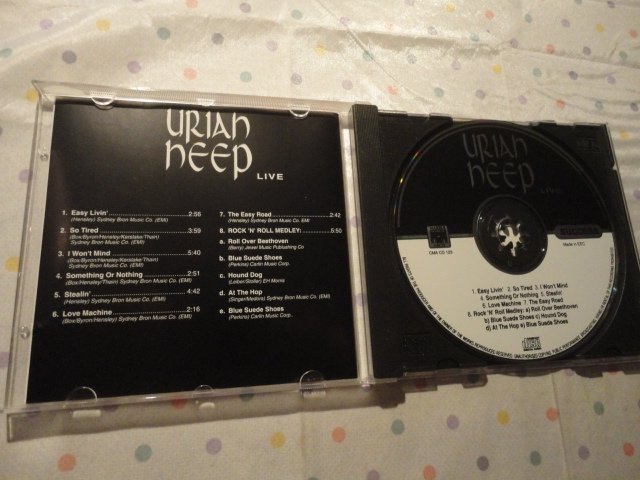 URIAH
HEEP
LIVE
1. Easy Livin' 2:56
(Hensley) Sydney Bron Music Co. (EMI)
2. So Tired 3:59
(Box/Byron/Hensley/Kerslake/Thain)
Sydney Bron Music Co. (EMI)
3. I Won't Mind 5:40
(Box/Byron/Hensley/Kerslake/Thain)
Sydney Bron Music Co. (EMI)
4. Something Or Nothing 2:51
(Box/Hensley/Thain) Sydney Bron Music Co. (EMI)
5. Stealin' 4:42
(Hensley) Sydney Bron Music Co. (EMI)
6. Love Machine 2:16
(Box/Byron/Hensley) Sydney Bron Music Co. (EMI)
7. The Easy Road 2:42
(Hensley) Sydney Bron Music Co. EMI
8. ROCK 'N' ROLL MEDLEY: 5:50
a. Roll Over Beethoven
(Berry) Jewel Music Publishing Co
b. Blue Suede Shoes
(Perkins) Carlin Music Corp.
c. Hound Dog
(Leiber/Stoller) EH Morris
d. At The Hop
(Singer/Medora) Sydney Bron Music Co. (EMI)
e. Blue Suede Shoes
(Perkins) Carlin Music Corp.
URIAH
HEEP
LIVE
SUCCESS
OMA CD 123
Made in EEC
1. Easy Livin' 2. So Tired 3. I Won't Mind
4. Something Or Nothing 5. Stealin'
6. Love Machine 7. The Easy Road
8. Rock 'N' Roll Medley: a) Roll Over Beethoven
b) Blue Suede Shoes c) Hound Dog
d) At The Hop e) Blue Suede Shoes